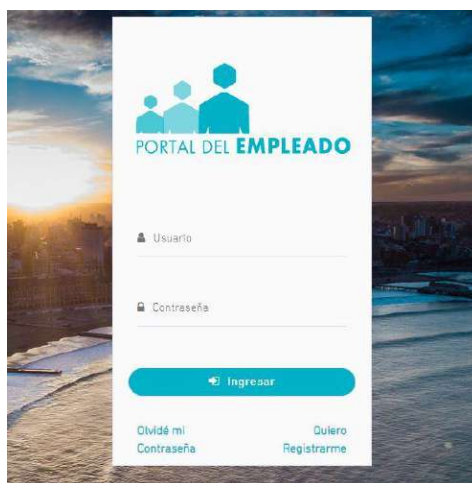 PORTAL DEL EMPLEADO
Usuario
Contraseña
Ingresar
Olvidé mi
Contraseña
Quiero
Registrarme